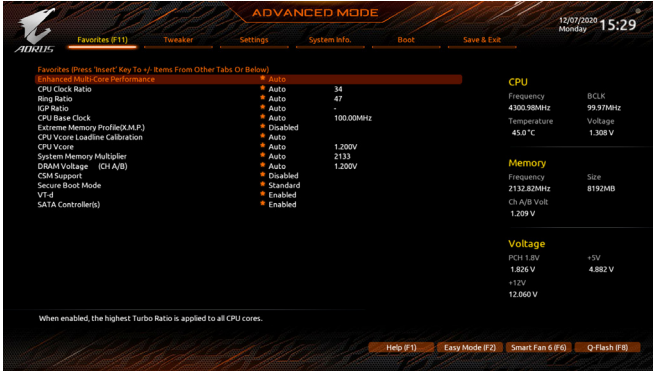 ADVANCED MODE
12/07/2020 15:29
Monday
AORUS
Favorites (F11) Tweaker Settings System Info. Boot Save & Exit
Favorites (Press 'Insert' Key To +/- Items From Other Tabs Or Below)
Enhanced Multi-Core Performance Auto
CPU Clock Ratio Auto 34
Ring Ratio Auto 47
IGP Ratio Auto -
CPU Base Clock Auto 100.00MHz
Extreme Memory Profile(X.M.P.) Disabled
CPU Vcore Loadline Calibration Auto
CPU Vcore Auto 1.200V
System Memory Multiplier Auto 2133
DRAM Voltage (CH A/B) Auto 1.200V
CSM Support Disabled
Secure Boot Mode Standard
VT-d Enabled
SATA Controller(s) Enabled
CPU
Frequency BCLK
4300.98MHz 99.97MHz
Temperature Voltage
45.0 °C 1.308 V
Memory
Frequency Size
2132.82MHz 8192MB
Ch A/B Volt
1.209 V
Voltage
PCH 1.8V +5V
1.826 V 4.882 V
+12V
12.060 V
When enabled, the highest Turbo Ratio is applied to all CPU cores.
Help (F1) Easy Mode (F2) Smart Fan 6 (F6) Q-Flash (F8)